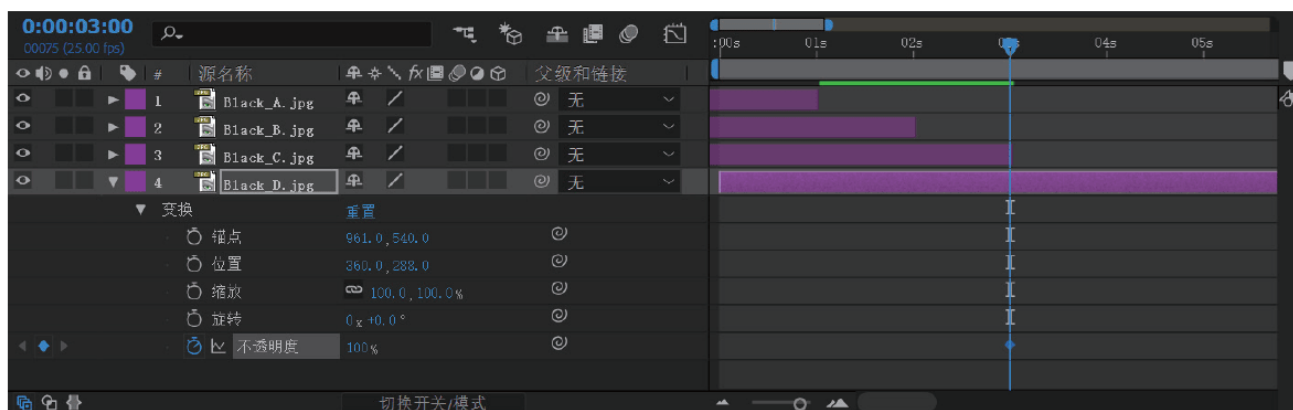 0:00:03:00
00075 (25.00 fps)
:00s 01s 02s 03s 04s 05s
# 源名称 父级和链接
1 Black_A.jpg 无
2 Black_B.jpg 无
3 Black_C.jpg 无
4 Black_D.jpg 无
变换 重置
锚点 961.0,540.0
位置 360.0,288.0
缩放 100.0,100.0%
旋转 0x+0.0°
不透明度 100%
切换开关/模式